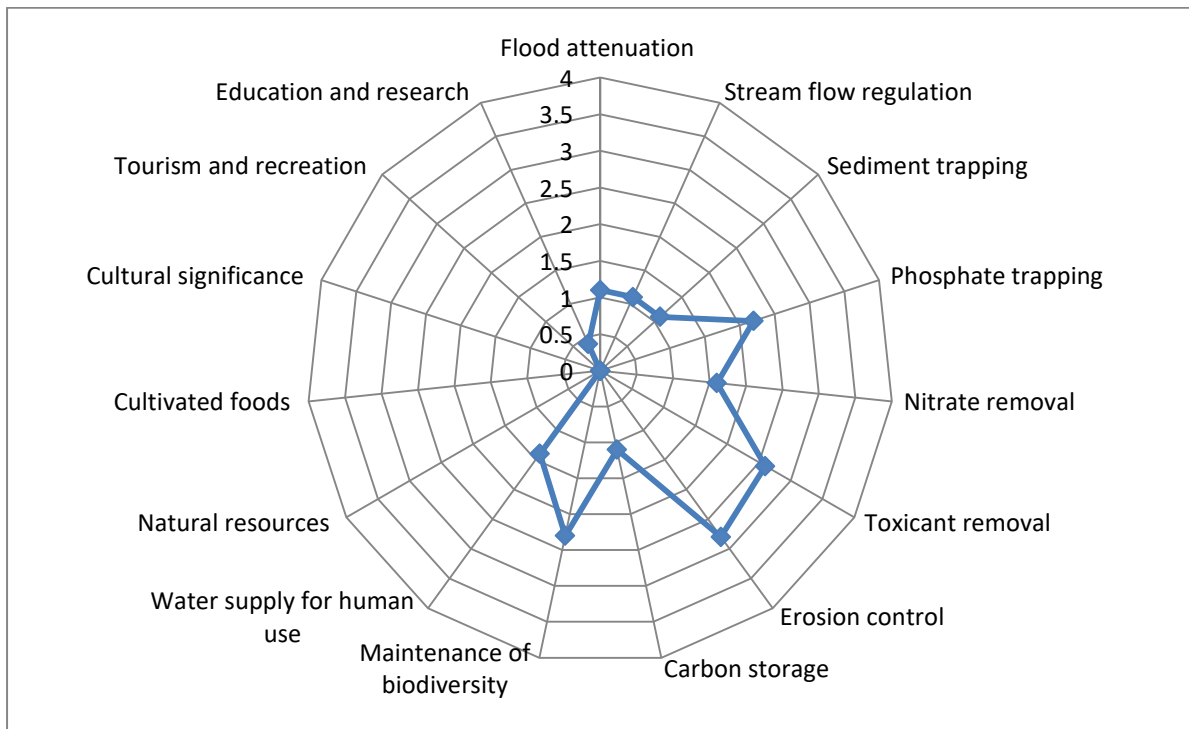 Flood attenuation
Stream flow regulation
Sediment trapping
Phosphate trapping
Nitrate removal
Toxicant removal
Erosion control
Carbon storage
Maintenance of
biodiversity
Water supply for human
use
Natural resources
Cultivated foods
Cultural significance
Tourism and recreation
Education and research
4
3.5
3
2.5
2
1.5
1
0.5
0